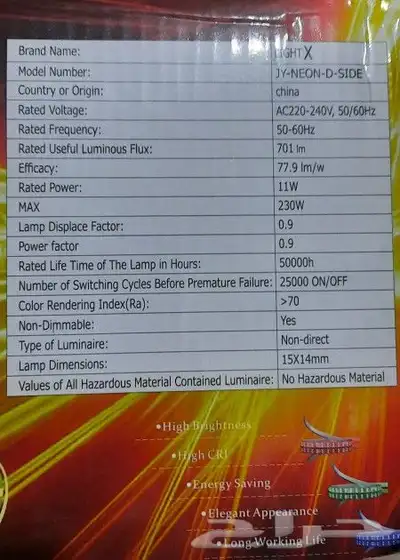 Brand Name: LIGHT X
Model Number: JY-NEON-D-SIDE
Country or Origin: china
Rated Voltage: AC220-240V, 50/60Hz
Rated Frequency: 50-60Hz
Rated Useful Luminous Flux: 701 lm
Efficacy: 77.9 lm/w
Rated Power: 11W
MAX 230W
Lamp Displace Factor: 0.9
Power factor 0.9
Rated Life Time of The Lamp in Hours: 50000h
Number of Switching Cycles Before Premature Failure: 25000 ON/OFF
Color Rendering Index(Ra): >70
Non-Dimmable: Yes
Type of Luminaire: Non-direct
Lamp Dimensions: 15X14mm
Values of All Hazardous Material Contained Luminaire: No Hazardous Material
•High Brightness
•High CRI
•Energy Saving
•Elegant Appearance
•Long Working Life
حراج